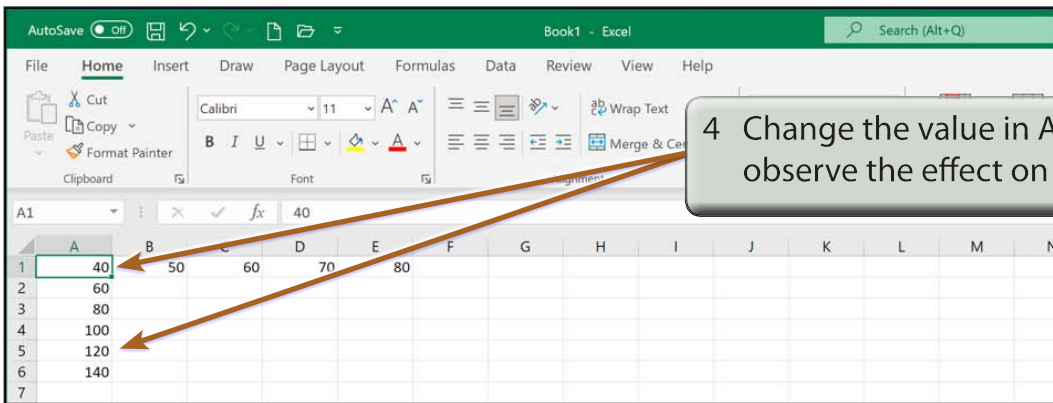 AutoSave Off Book1 - Excel Search (Alt+Q)
File Home Insert Draw Page Layout Formulas Data Review View Help
Cut
Copy
Paste
Format Painter
Calibri 11 A^ Aˇ
B I U A
ab Wrap Text
Merge & Cen
Clipboard Font
4 Change the value in A
observe the effect on
A1 fx 40
A B C D E F G H I J K L M N
1 40 50 60 70 80
2 60
3 80
4 100
5 120
6 140
7